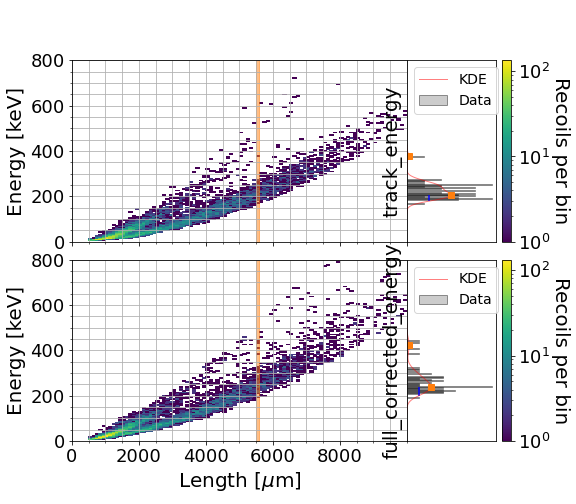 800
600
400
200
0
Energy [keV]
track_energy
KDE
Data
10²
10¹
10⁰
Recoils per bin
800
600
400
200
0
Energy [keV]
full_corrected_energy
KDE
Data
10²
10¹
10⁰
Recoils per bin
0
2000
4000
6000
8000
Length [μm]